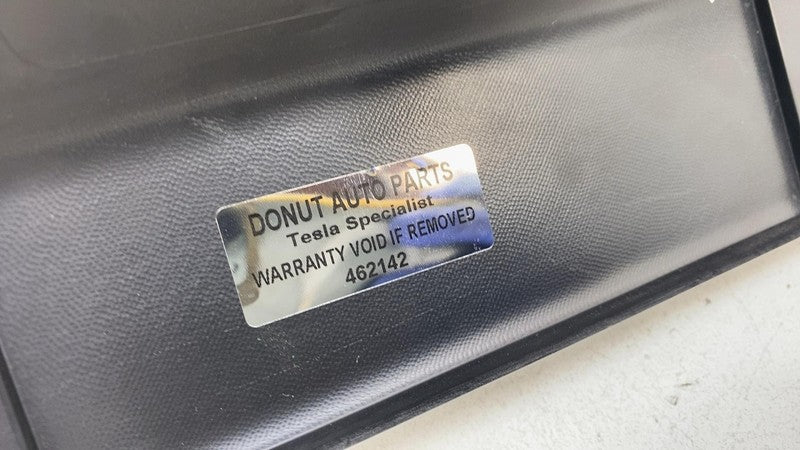 DONUT AUTO PARTS
Tesla Specialist
WARRANTY VOID IF REMOVED
462142